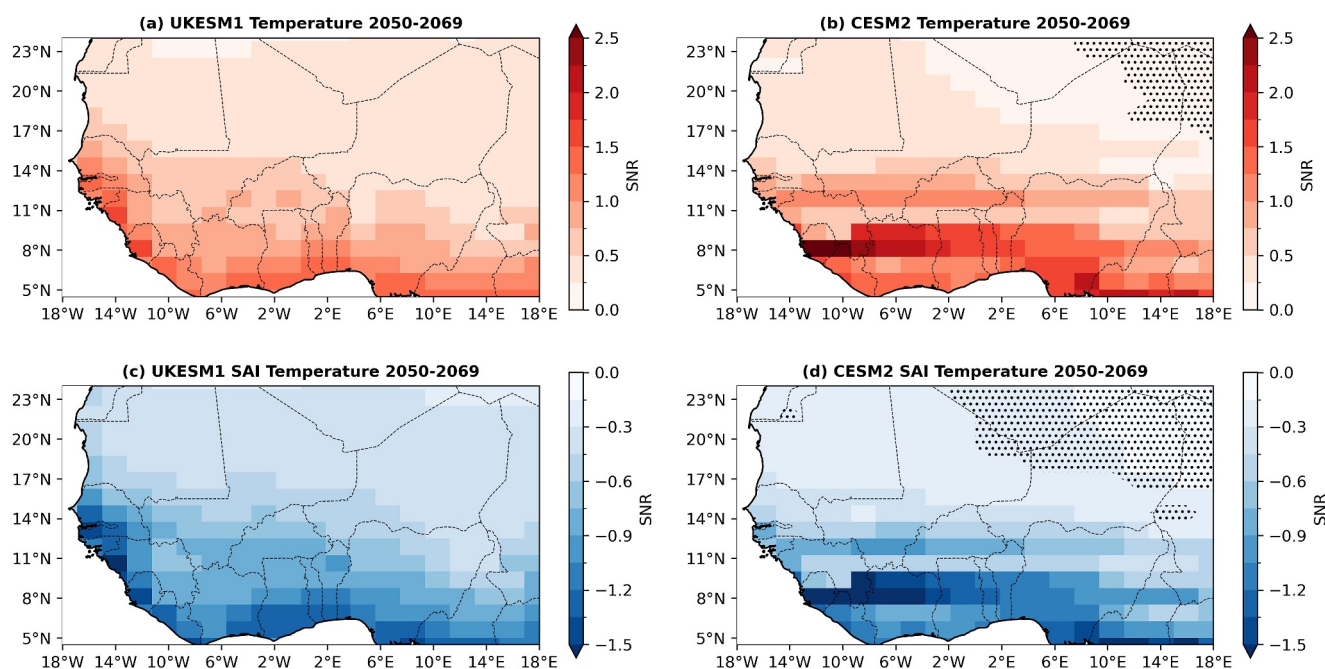 (a) UKESM1 Temperature 2050-2069
23°N
20°N
17°N
14°N
11°N
8°N
5°N
18°W 14°W 10°W 6°W 2°W 2°E 6°E 10°E 14°E 18°E
2.5
2.0
1.5
1.0
0.5
0.0
SNR
(b) CESM2 Temperature 2050-2069
23°N
20°N
17°N
14°N
11°N
8°N
5°N
18°W 14°W 10°W 6°W 2°W 2°E 6°E 10°E 14°E 18°E
2.5
2.0
1.5
1.0
0.5
0.0
SNR
(c) UKESM1 SAI Temperature 2050-2069
23°N
20°N
17°N
14°N
11°N
8°N
5°N
18°W 14°W 10°W 6°W 2°W 2°E 6°E 10°E 14°E 18°E
0.0
−0.3
−0.6
−0.9
−1.2
−1.5
SNR
(d) CESM2 SAI Temperature 2050-2069
23°N
20°N
17°N
14°N
11°N
8°N
5°N
18°W 14°W 10°W 6°W 2°W 2°E 6°E 10°E 14°E 18°E
0.0
−0.3
−0.6
−0.9
−1.2
−1.5
SNR